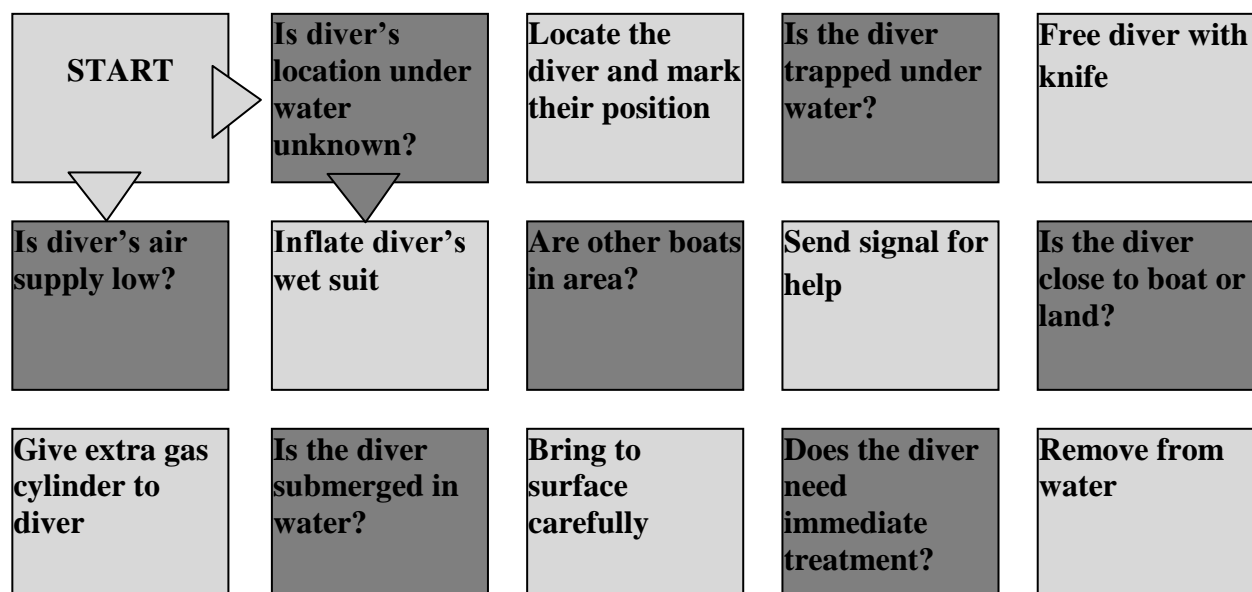 START
Is diver's
location under
water
unknown?
Locate the
diver and mark
their position
Is the diver
trapped under
water?
Free diver with
knife
Is diver's air
supply low?
Inflate diver's
wet suit
Are other boats
in area?
Send signal for
help
Is the diver
close to boat or
land?
Give extra gas
cylinder to
diver
Is the diver
submerged in
water?
Bring to
surface
carefully
Does the diver
need
immediate
treatment?
Remove from
water